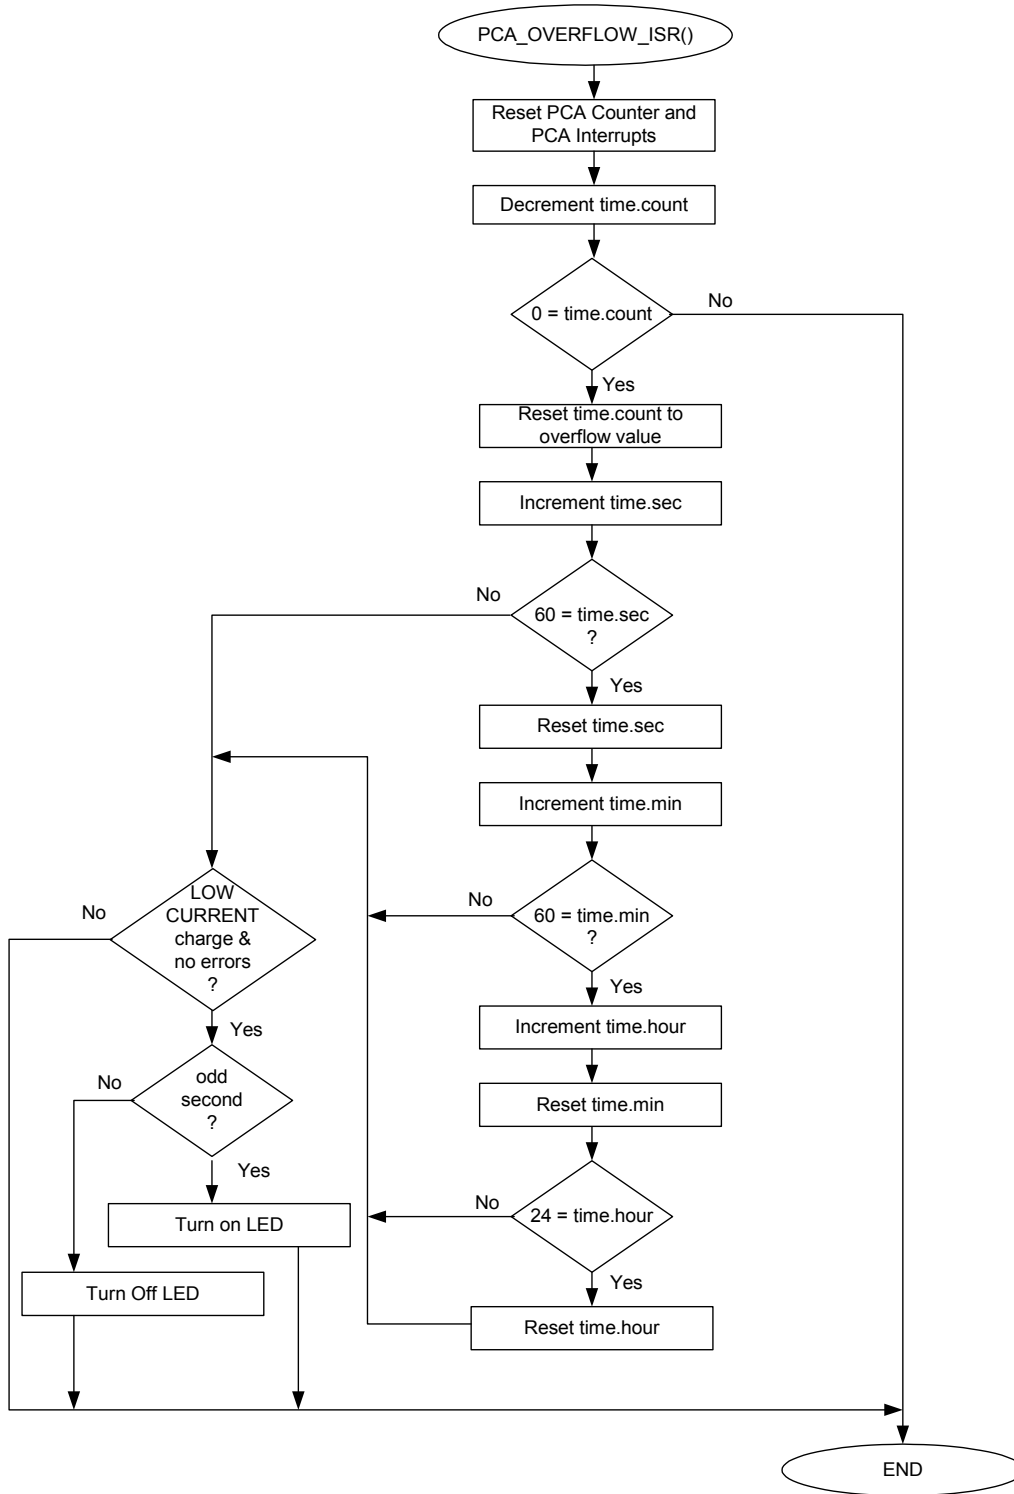 PCA_OVERFLOW_ISR()
Reset PCA Counter and
PCA Interrupts
Decrement time.count
0 = time.count
No
Yes
Reset time.count to
overflow value
Increment time.sec
No
60 = time.sec
?
Yes
Reset time.sec
Increment time.min
No
60 = time.min
?
Yes
Increment time.hour
Reset time.min
No
24 = time.hour
Yes
Reset time.hour
No
LOW
CURRENT
charge &
no errors
?
Yes
No
odd
second
?
Yes
Turn on LED
Turn Off LED
END